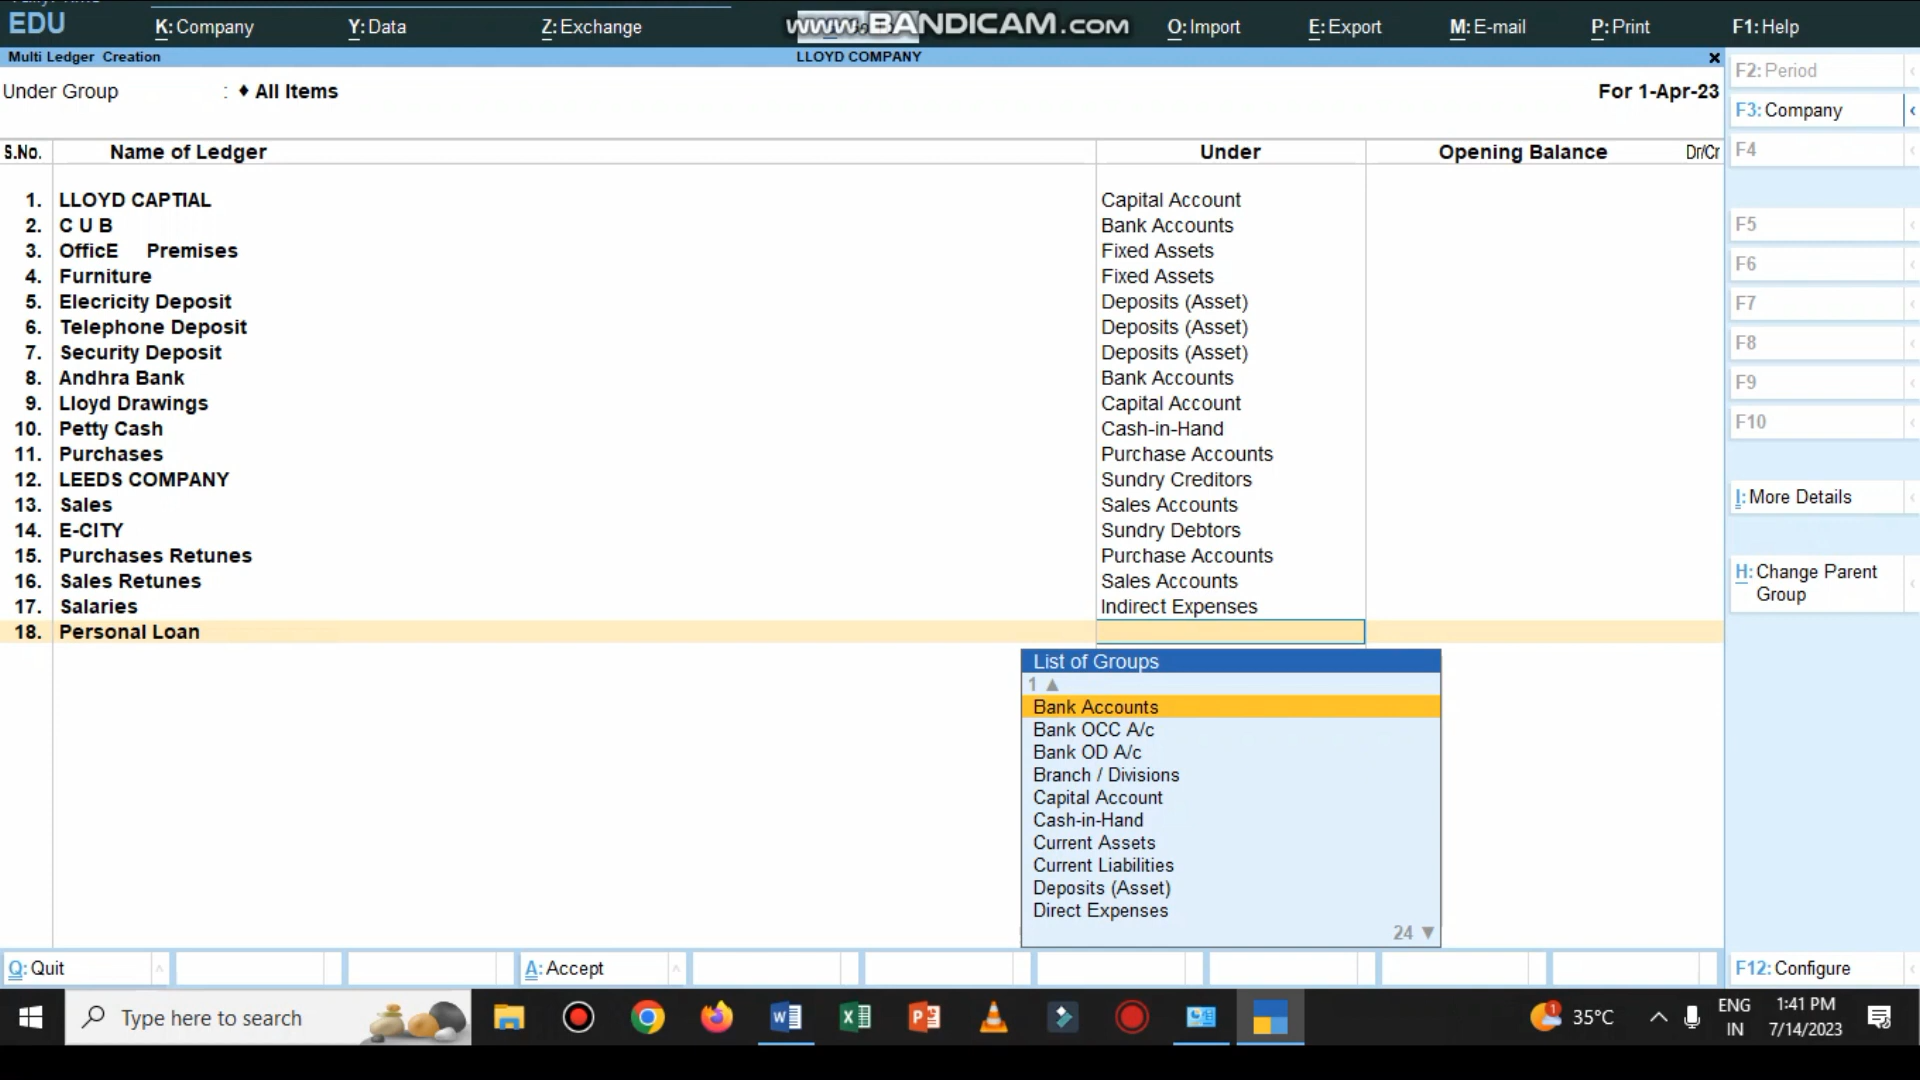 EDU
K: Company
Y: Data
Z: Exchange
www.BANDICAM.com
O: Import
E: Export
M: E-mail
P: Print
F1: Help
Multi Ledger Creation
LLOYD COMPANY
Under Group : ♦ All Items
For 1-Apr-23
S.No. Name of Ledger Under Opening Balance Dr/Cr
1. LLOYD CAPTIAL Capital Account
2. C U B Bank Accounts
3. OfficE Premises Fixed Assets
4. Furniture Fixed Assets
5. Elecricity Deposit Deposits (Asset)
6. Telephone Deposit Deposits (Asset)
7. Security Deposit Deposits (Asset)
8. Andhra Bank Bank Accounts
9. Lloyd Drawings Capital Account
10. Petty Cash Cash-in-Hand
11. Purchases Purchase Accounts
12. LEEDS COMPANY Sundry Creditors
13. Sales Sales Accounts
14. E-CITY Sundry Debtors
15. Purchases Retunes Purchase Accounts
16. Sales Retunes Sales Accounts
17. Salaries Indirect Expenses
18. Personal Loan
List of Groups
1 ▲
Bank Accounts
Bank OCC A/c
Bank OD A/c
Branch / Divisions
Capital Account
Cash-in-Hand
Current Assets
Current Liabilities
Deposits (Asset)
Direct Expenses
24 ▼
F2: Period
F3: Company
F4
F5
F6
F7
F8
F9
F10
I: More Details
H: Change Parent
Group
Q: Quit
A: Accept
F12: Configure
Type here to search
1
35°C
ENG
IN
1:41 PM
7/14/2023